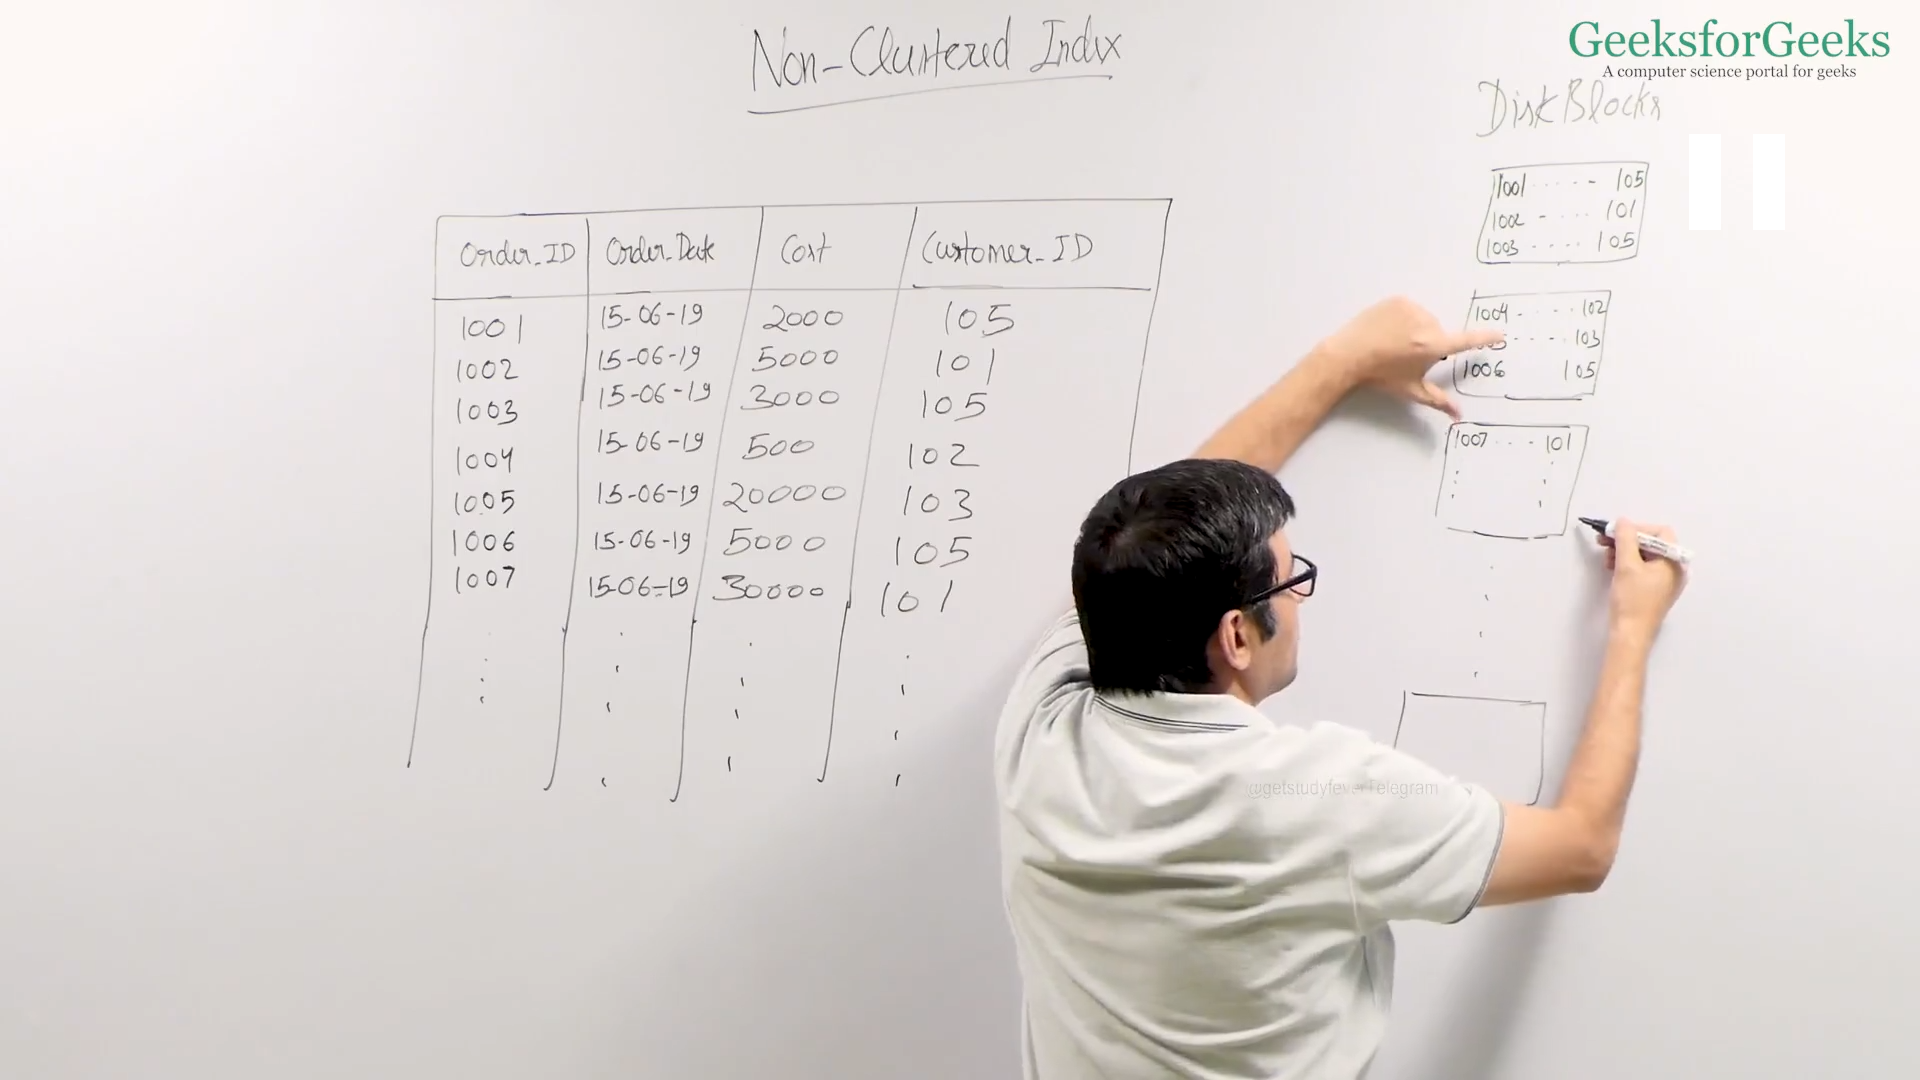 Non-Clustered Index
GeeksforGeeks
A computer science portal for geeks
Disk Blocks
Order_ID Order_Date Cost Customer_ID
1001 15-06-19 2000 105
1002 15-06-19 5000 101
1003 15-06-19 3000 105
1004 15-06-19 500 102
1005 15-06-19 20000 103
1006 15-06-19 5000 105
1007 15-06-19 30000 101
1001 ..... - 105
1002 - .... 101
1003 ..... 105
1004 - .... 102
... - 103
1006 105
1007 ... - 101
@getstudyfeverTelegram